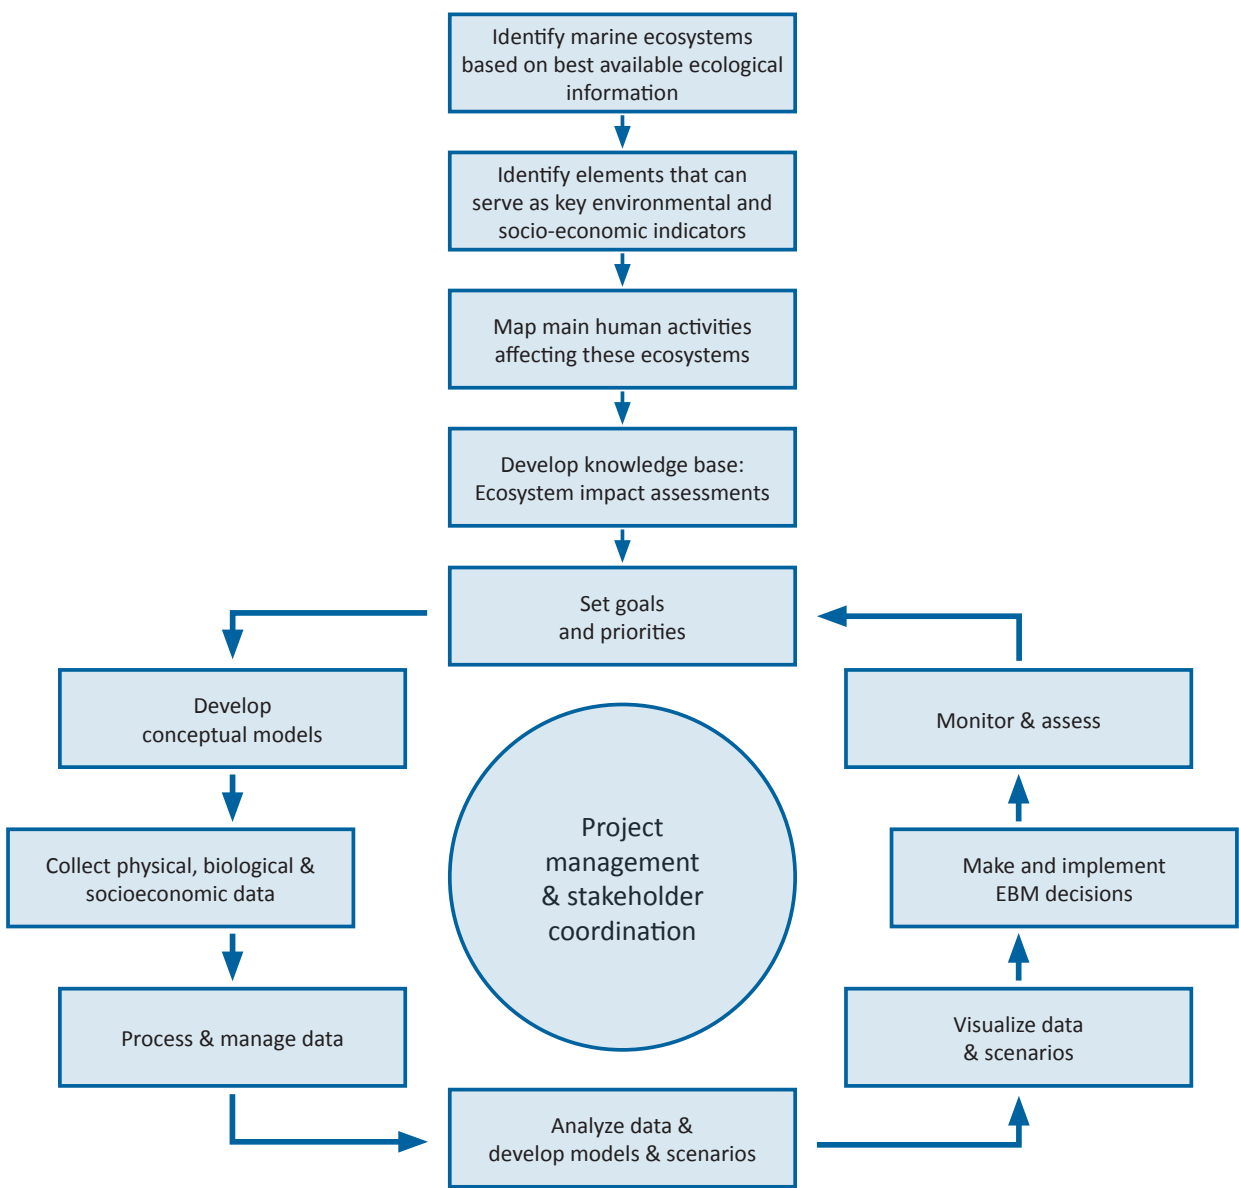 Identify marine ecosystems
based on best available ecological
information
Identify elements that can
serve as key environmental and
socio-economic indicators
Map main human activities
affecting these ecosystems
Develop knowledge base:
Ecosystem impact assessments
Set goals
and priorities
Develop
conceptual models
Collect physical, biological &
socioeconomic data
Process & manage data
Analyze data &
develop models & scenarios
Visualize data
& scenarios
Make and implement
EBM decisions
Monitor & assess
Project
management
& stakeholder
coordination